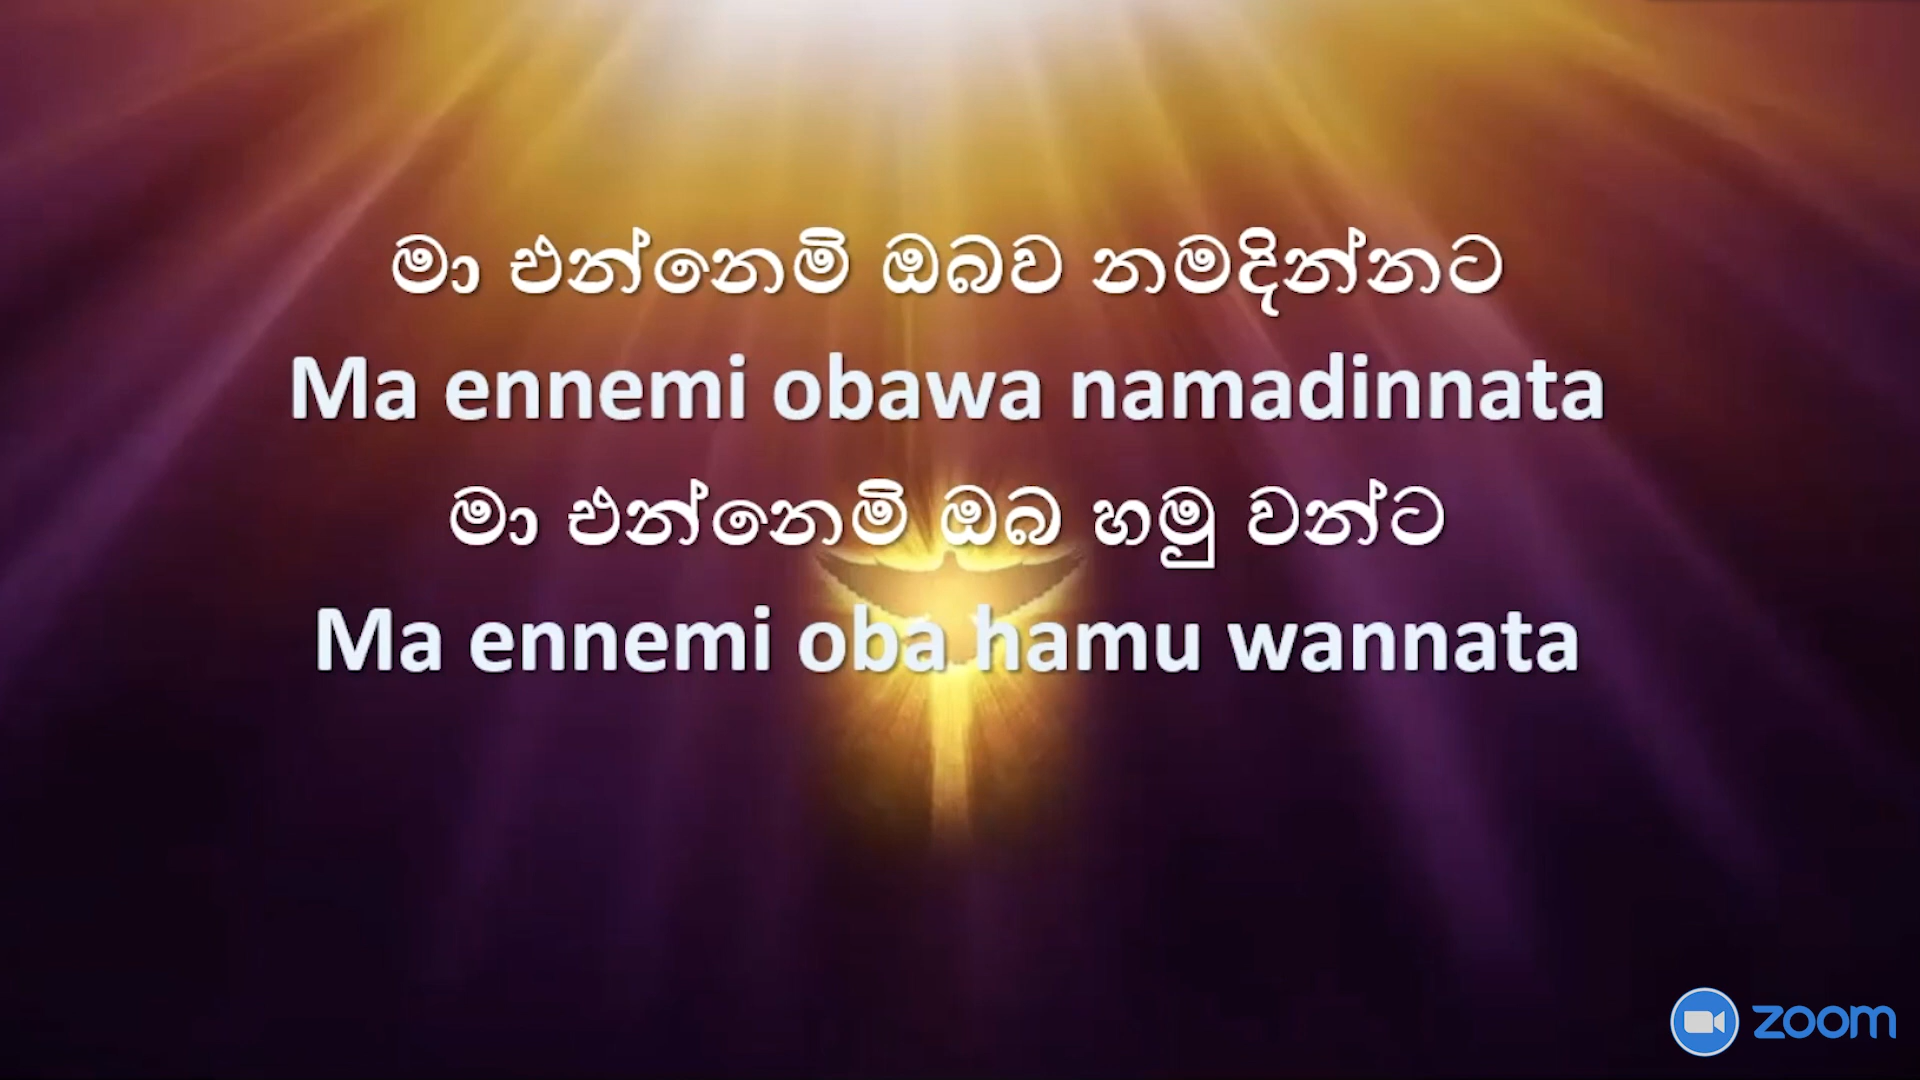 මා එන්නෙමි ඔබව නමදින්නට
Ma ennemi obawa namadinnata
මා එන්නෙමි ඔබ හමු වන්ට
Ma ennemi oba hamu wannata
zoom